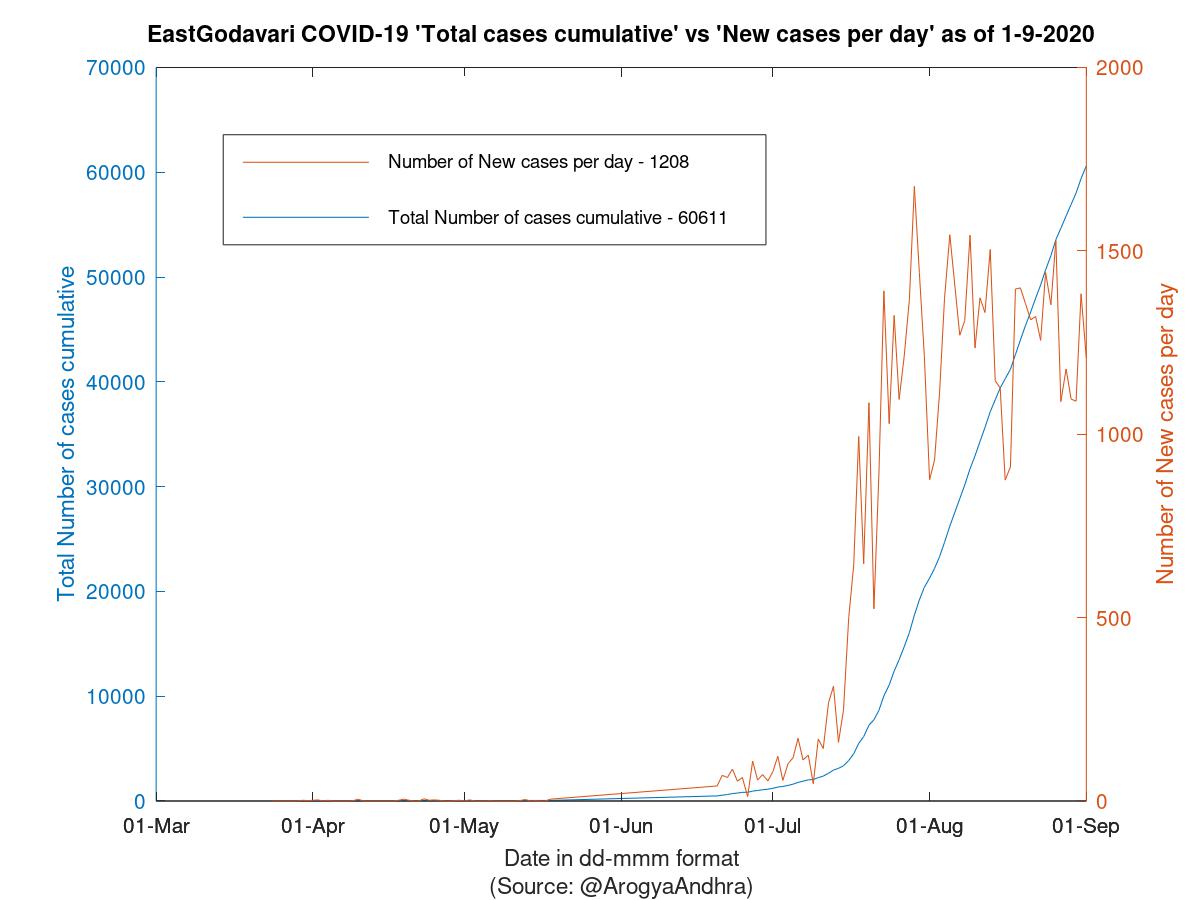 EastGodavari COVID-19 'Total cases cumulative' vs 'New cases per day' as of 1-9-2020
Number of New cases per day - 1208
Total Number of cases cumulative - 60611
Total Number of cases cumulative
70000
60000
50000
40000
30000
20000
10000
0
2000
1500
1000
500
0
Number of New cases per day
01-Mar 01-Apr 01-May 01-Jun 01-Jul 01-Aug 01-Sep
Date in dd-mmm format
(Source: @ArogyaAndhra)